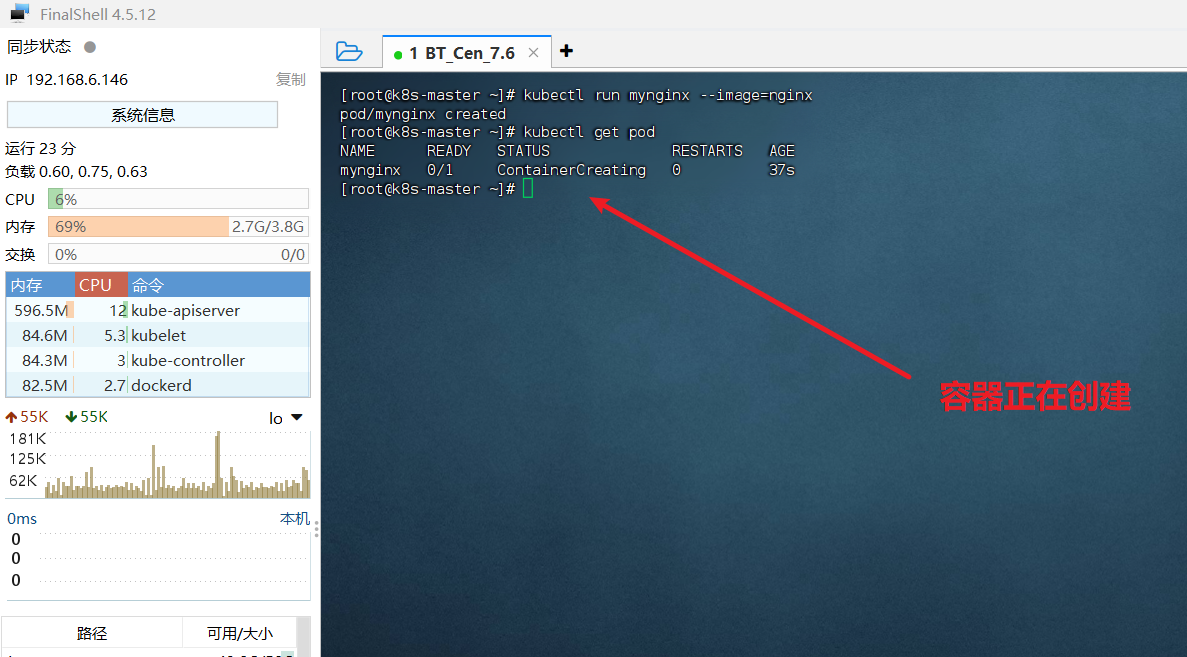 FinalShell 4.5.12
同步状态
IP 192.168.6.146 复制
系统信息
运行 23 分
负载 0.60, 0.75, 0.63
CPU 6%
内存 69% 2.7G/3.8G
交换 0% 0/0
内存 CPU 命令
596.5M 12 kube-apiserver
84.6M 5.3 kubelet
84.3M 3 kube-controller
82.5M 2.7 dockerd
55K 55K lo
181K
125K
62K
0ms 本机
0
0
0
路径 可用/大小
1 BT_Cen_7.6
[root@k8s-master ~]# kubectl run mynginx --image=nginx
pod/mynginx created
[root@k8s-master ~]# kubectl get pod
NAME READY STATUS RESTARTS AGE
mynginx 0/1 ContainerCreating 0 37s
[root@k8s-master ~]#
容器正在创建